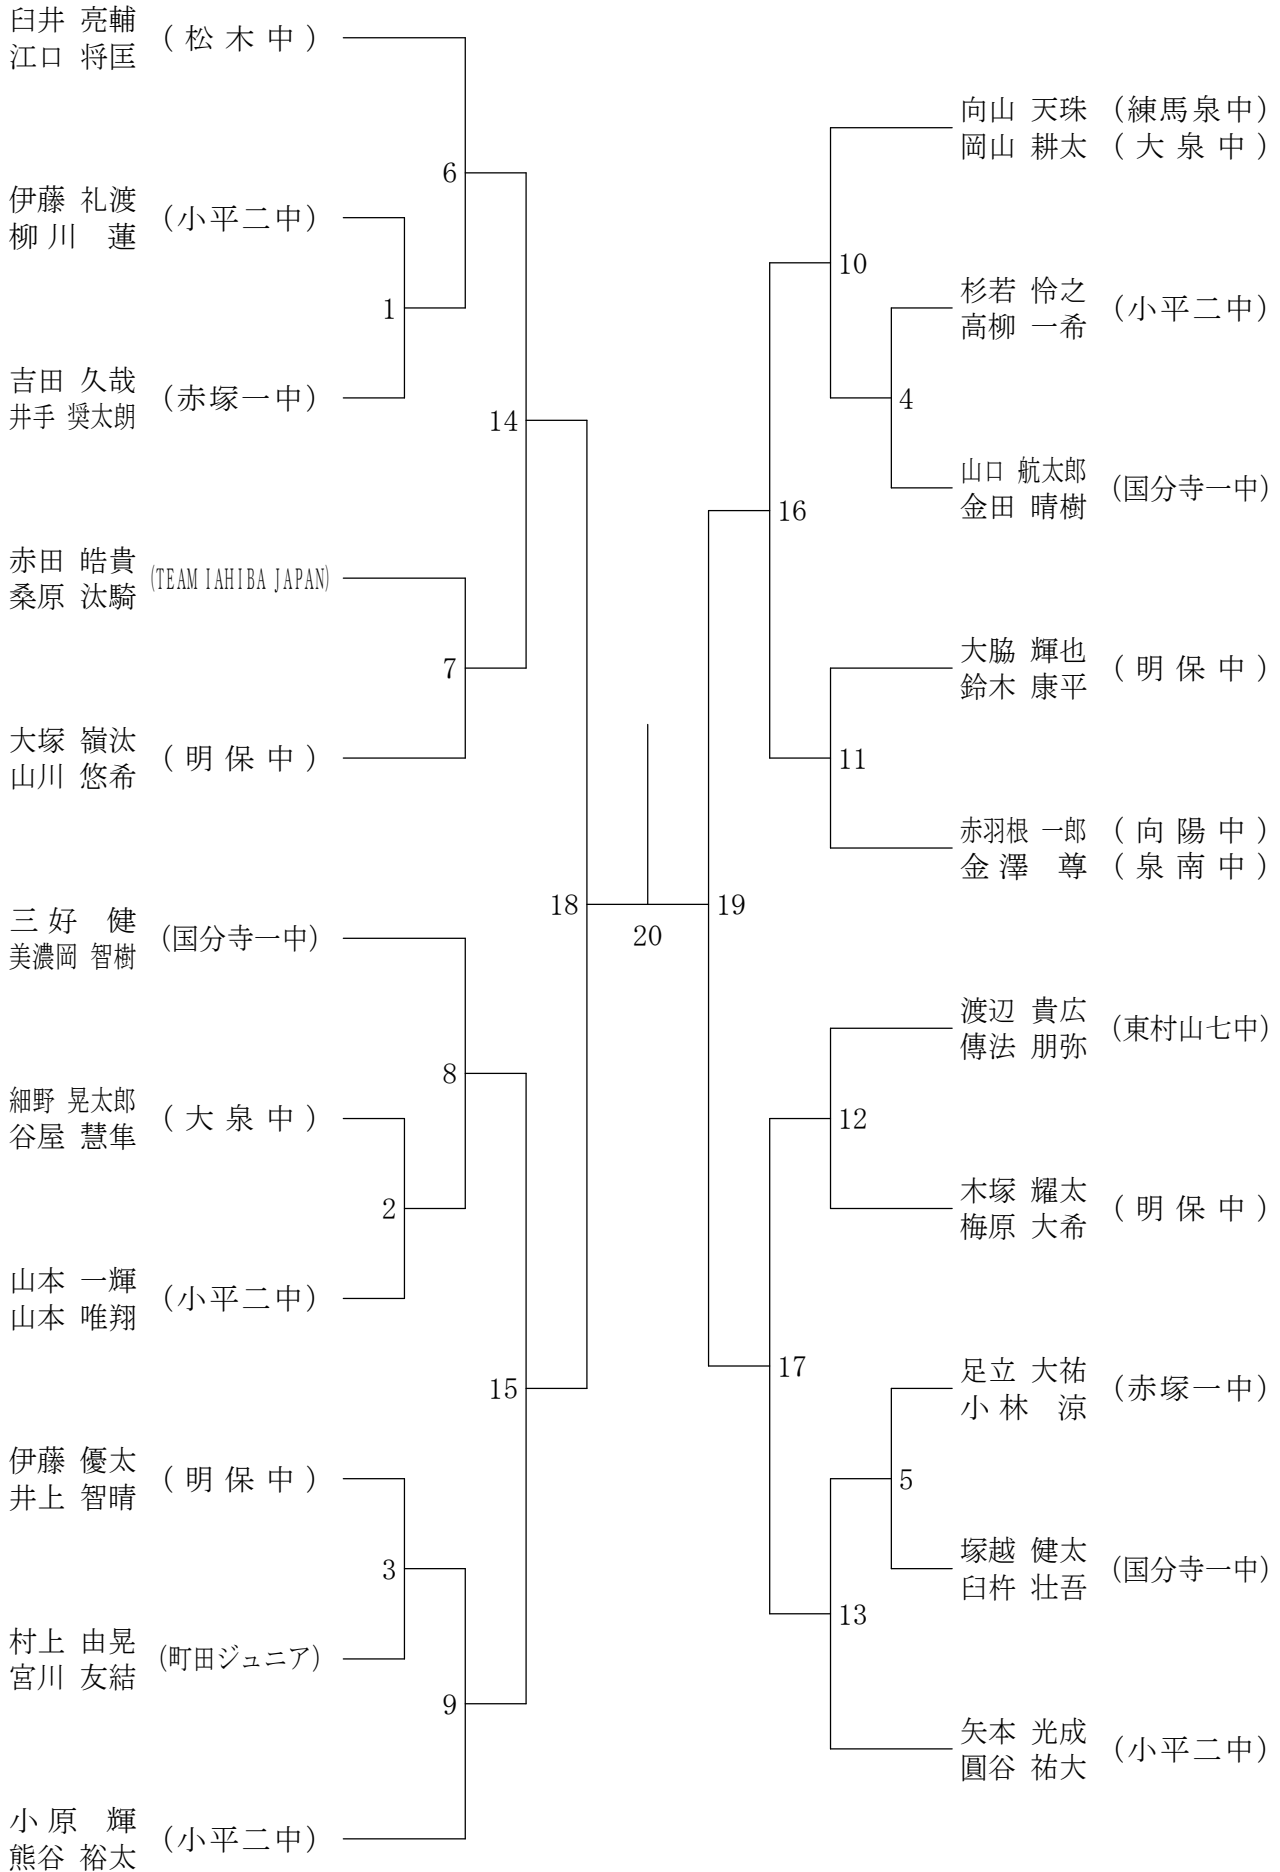 臼井 亮輔
江口 将匡
(松木中)
6
伊藤 礼渡
柳川 蓮
(小平二中)
1
吉田 久哉
井手 奨太朗
(赤塚一中)
14
赤田 皓貴
桑原 汰騎
(TEAM IAHIBA JAPAN)
7
大塚 嶺汰
山川 悠希
(明保中)
18
三好 健
美濃岡 智樹
(国分寺一中)
8
細野 晃太郎
谷屋 慧隼
(大泉中)
2
山本 一輝
山本 唯翔
(小平二中)
15
伊藤 優太
井上 智晴
(明保中)
3
村上 由晃
宮川 友結
(町田ジュニア)
9
小原 輝
熊谷 裕太
(小平二中)
20
向山 天珠 (練馬泉中)
岡山 耕太 (大泉中)
10
杉若 怜之
高柳 一希
(小平二中)
4
山口 航太郎
金田 晴樹
(国分寺一中)
16
大脇 輝也
鈴木 康平
(明保中)
11
赤羽根 一郎 (向陽中)
金澤 尊 (泉南中)
19
渡辺 貴広
傳法 朋弥
(東村山七中)
12
木塚 耀太
梅原 大希
(明保中)
17
足立 大祐
小林 涼
(赤塚一中)
5
塚越 健太
臼杵 壮吾
(国分寺一中)
13
矢本 光成
圓谷 祐大
(小平二中)